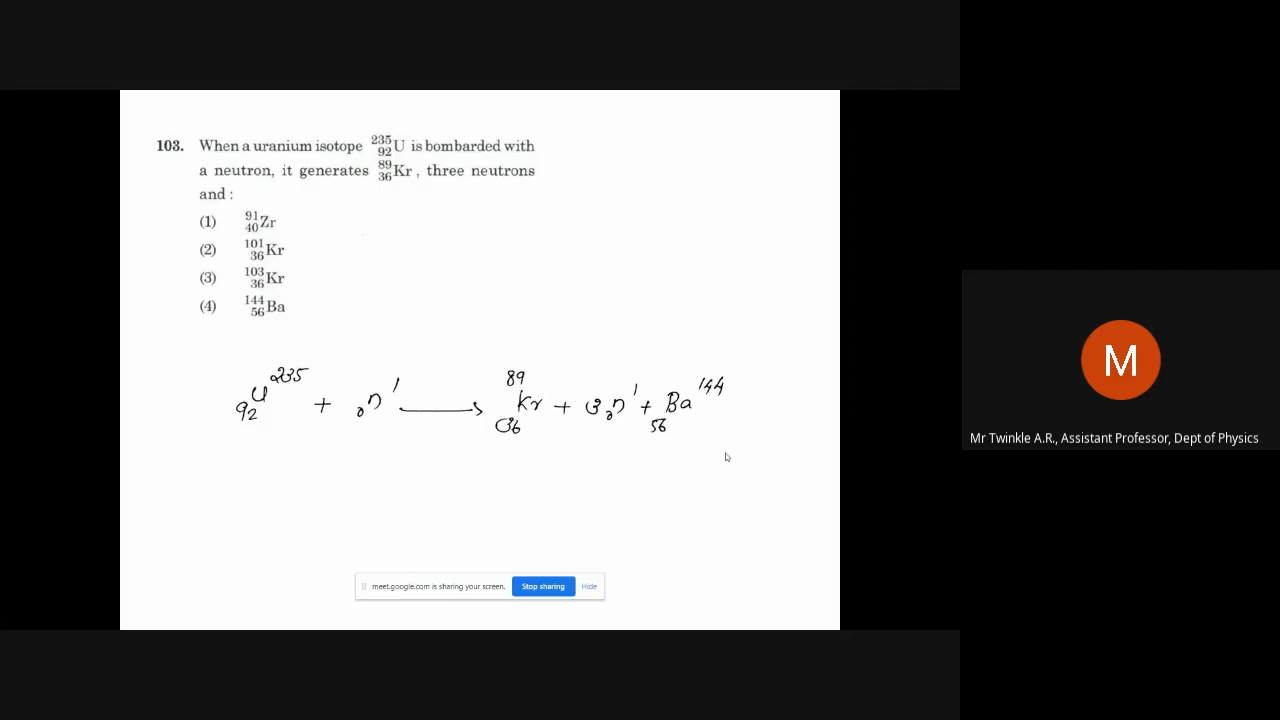 103. When a uranium isotope ²³⁵₉₂U is bombarded with
a neutron, it generates ⁸⁹₃₆Kr, three neutrons
and :
(1) ⁹¹₄₀Zr
(2) ¹⁰¹₃₆Kr
(3) ¹⁰³₃₆Kr
(4) ¹⁴⁴₅₆Ba
₉₂U²³⁵ + ₀n¹ → ⁸⁹₃₆Kr + 3 ₀n¹ + ₅₆Ba¹⁴⁴
meet.google.com is sharing your screen. Stop sharing Hide
M
Mr Twinkle A.R., Assistant Professor, Dept of Physics